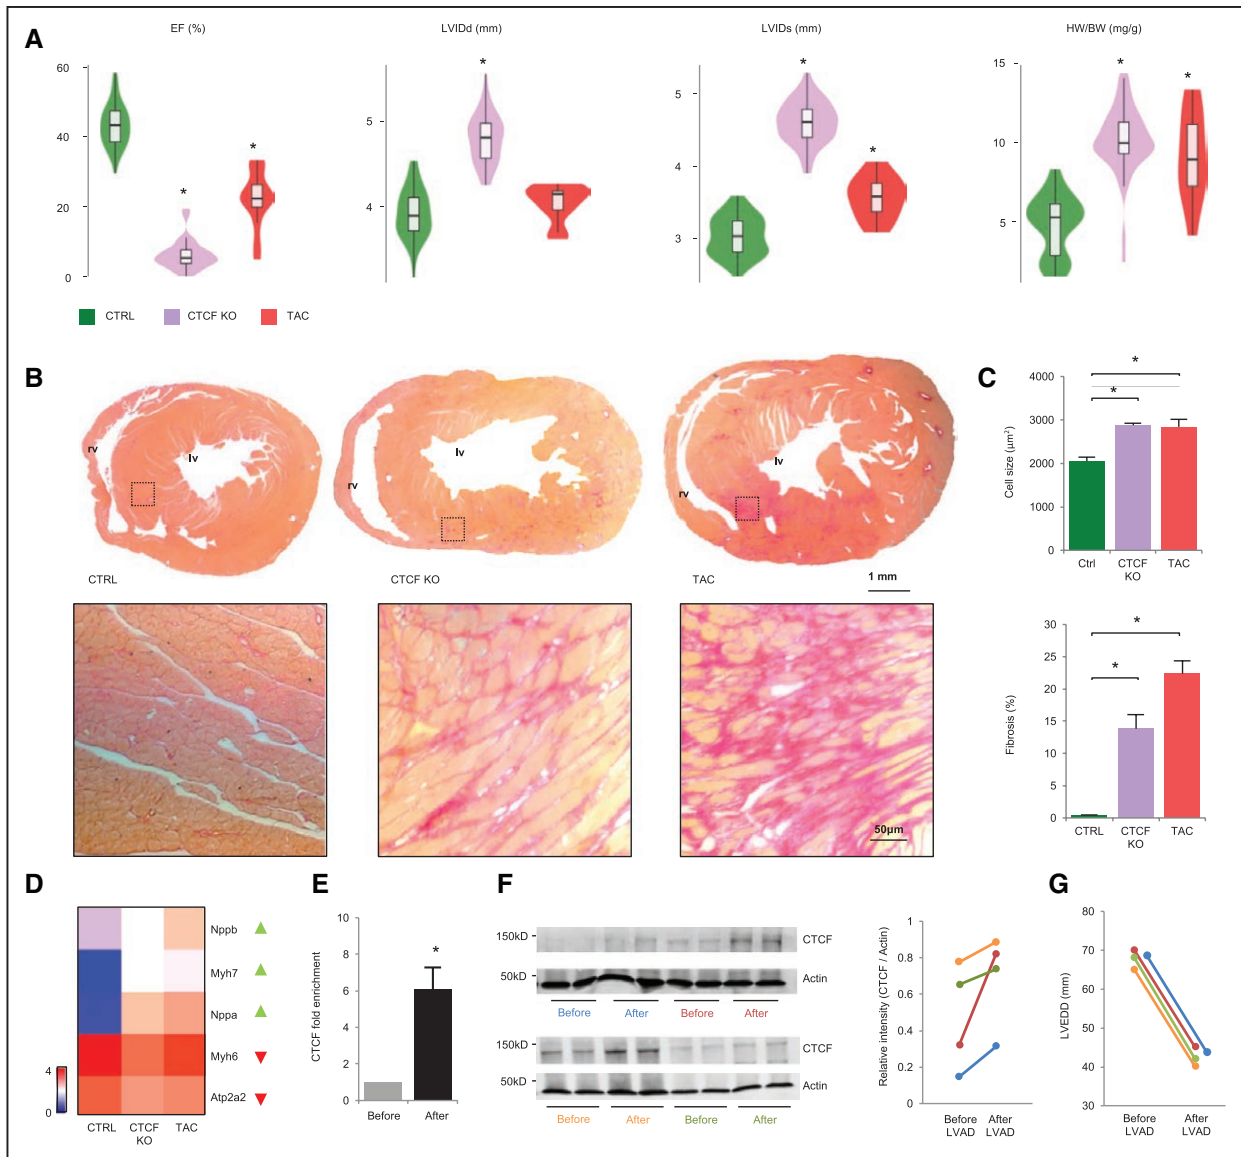 A
EF (%)
LVIDd (mm)
LVIDs (mm)
HW/BW (mg/g)
60
40
20
0
*
*
5
4
*
5
4
3
*
*
15
10
5
*
*
CTRL
CTCF KO
TAC
B
rv
lv
rv
lv
rv
lv
CTRL
CTCF KO
TAC
1 mm
50µm
C
Cell size (µm²)
4000
3000
2000
1000
0
*
*
Ctrl
CTCF
KO
TAC
Fibrosis (%)
30
25
20
15
10
5
0
*
*
CTRL
CTCF
KO
TAC
D
Nppb
Myh7
Nppa
Myh6
Atp2a2
4
0
CTRL
CTCF
KO
TAC
E
CTCF fold enrichment
10
8
6
4
2
0
*
Before
After
F
150kD
CTCF
50kD
Actin
Before
After
Before
After
150kD
CTCF
50kD
Actin
Before
After
Before
After
Relative intensity (CTCF / Actin)
1
0.8
0.6
0.4
0.2
0
Before
LVAD
After
LVAD
G
LVEDD (mm)
80
70
60
50
40
30
Before
LVAD
After
LVAD